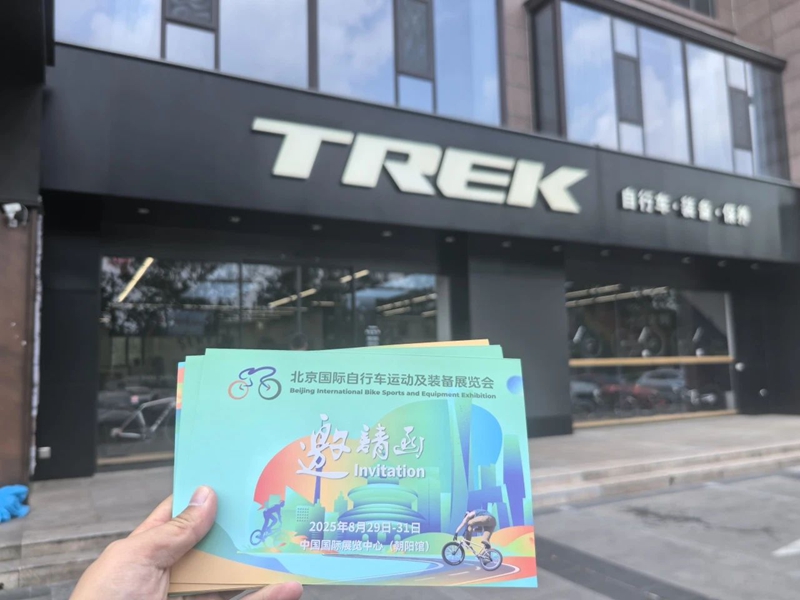 TREK
自行车·装备·保养
北京国际自行车运动及装备展览会
Beijing International Bike Sports and Equipment Exhibition
邀請函
Invitation
2025年8月29日-31日
中国国际展览中心（朝阳馆）